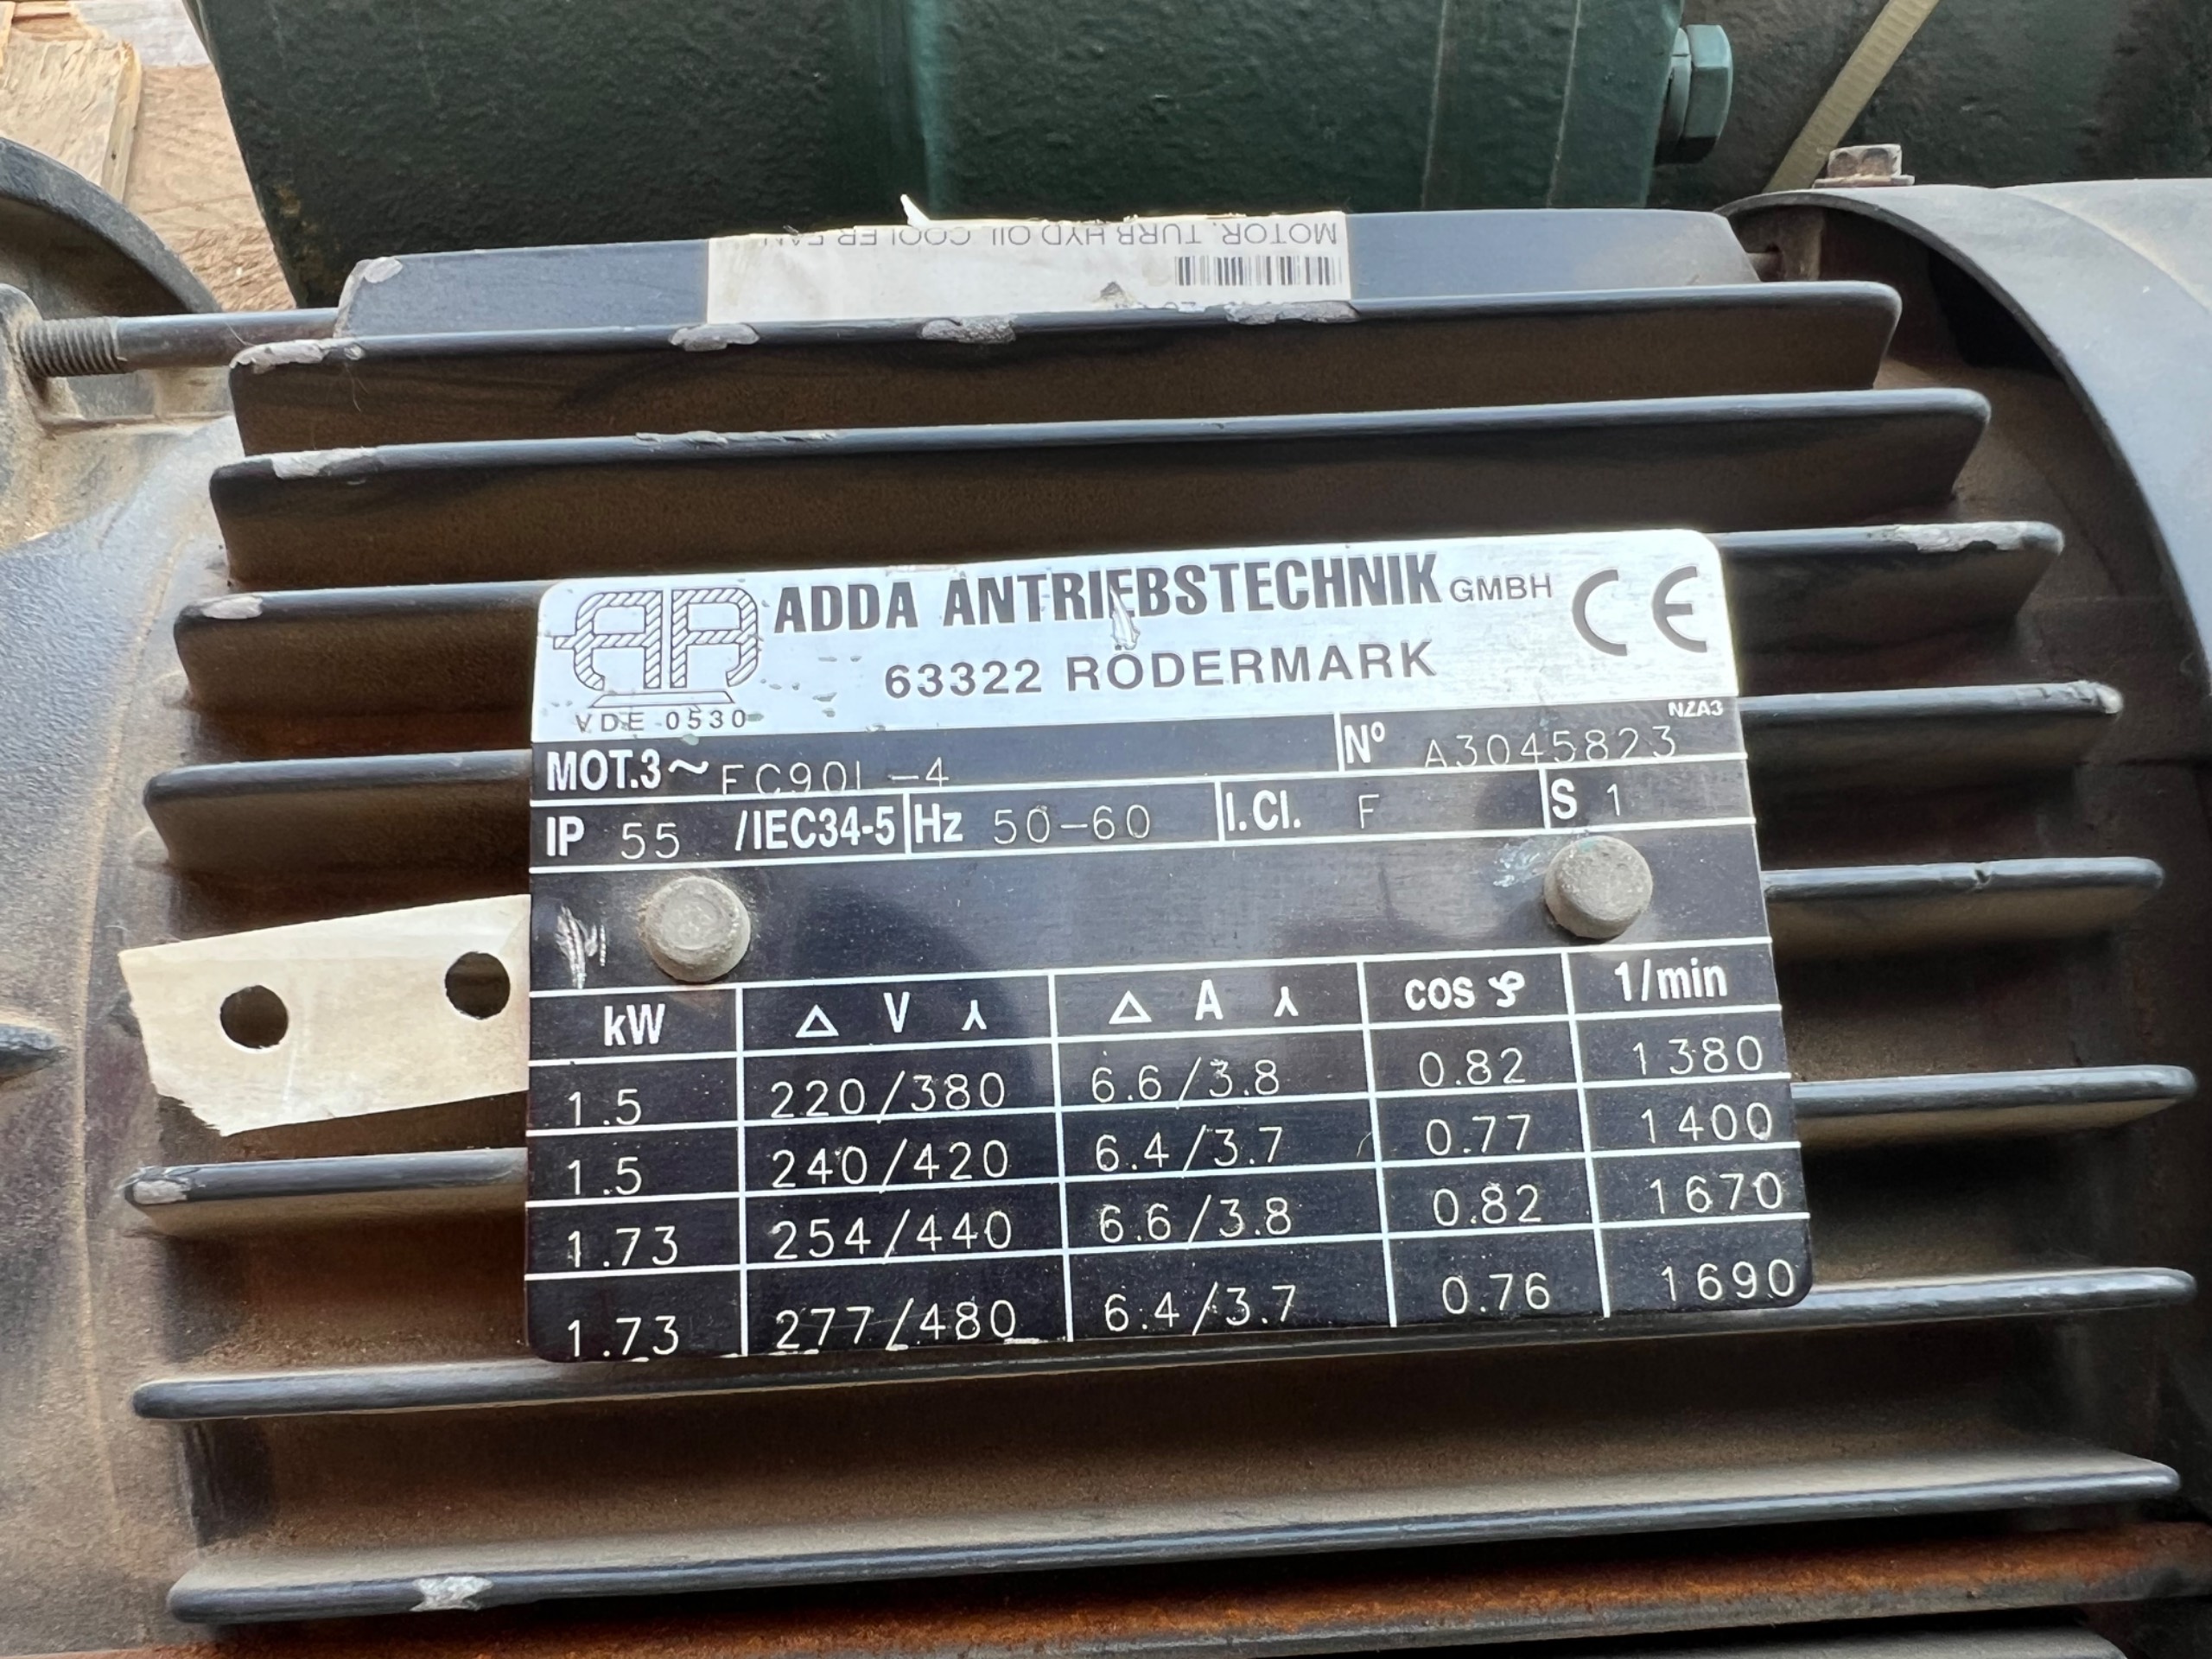 MOTOR, TURB HYD OIL COOLER FAN
ADDA ANTRIEBSTECHNIK GMBH CE
63322 RÖDERMARK
VDE 0530
NZA3
MOT.3~ FC90L-4 Nº A3045823
IP 55 /IEC34-5 Hz 50-60 I.Cl. F S 1
kW Δ V ⅄ Δ A ⅄ cos φ 1/min
1.5 220/380 6.6/3.8 0.82 1380
1.5 240/420 6.4/3.7 0.77 1400
1.73 254/440 6.6/3.8 0.82 1670
1.73 277/480 6.4/3.7 0.76 1690